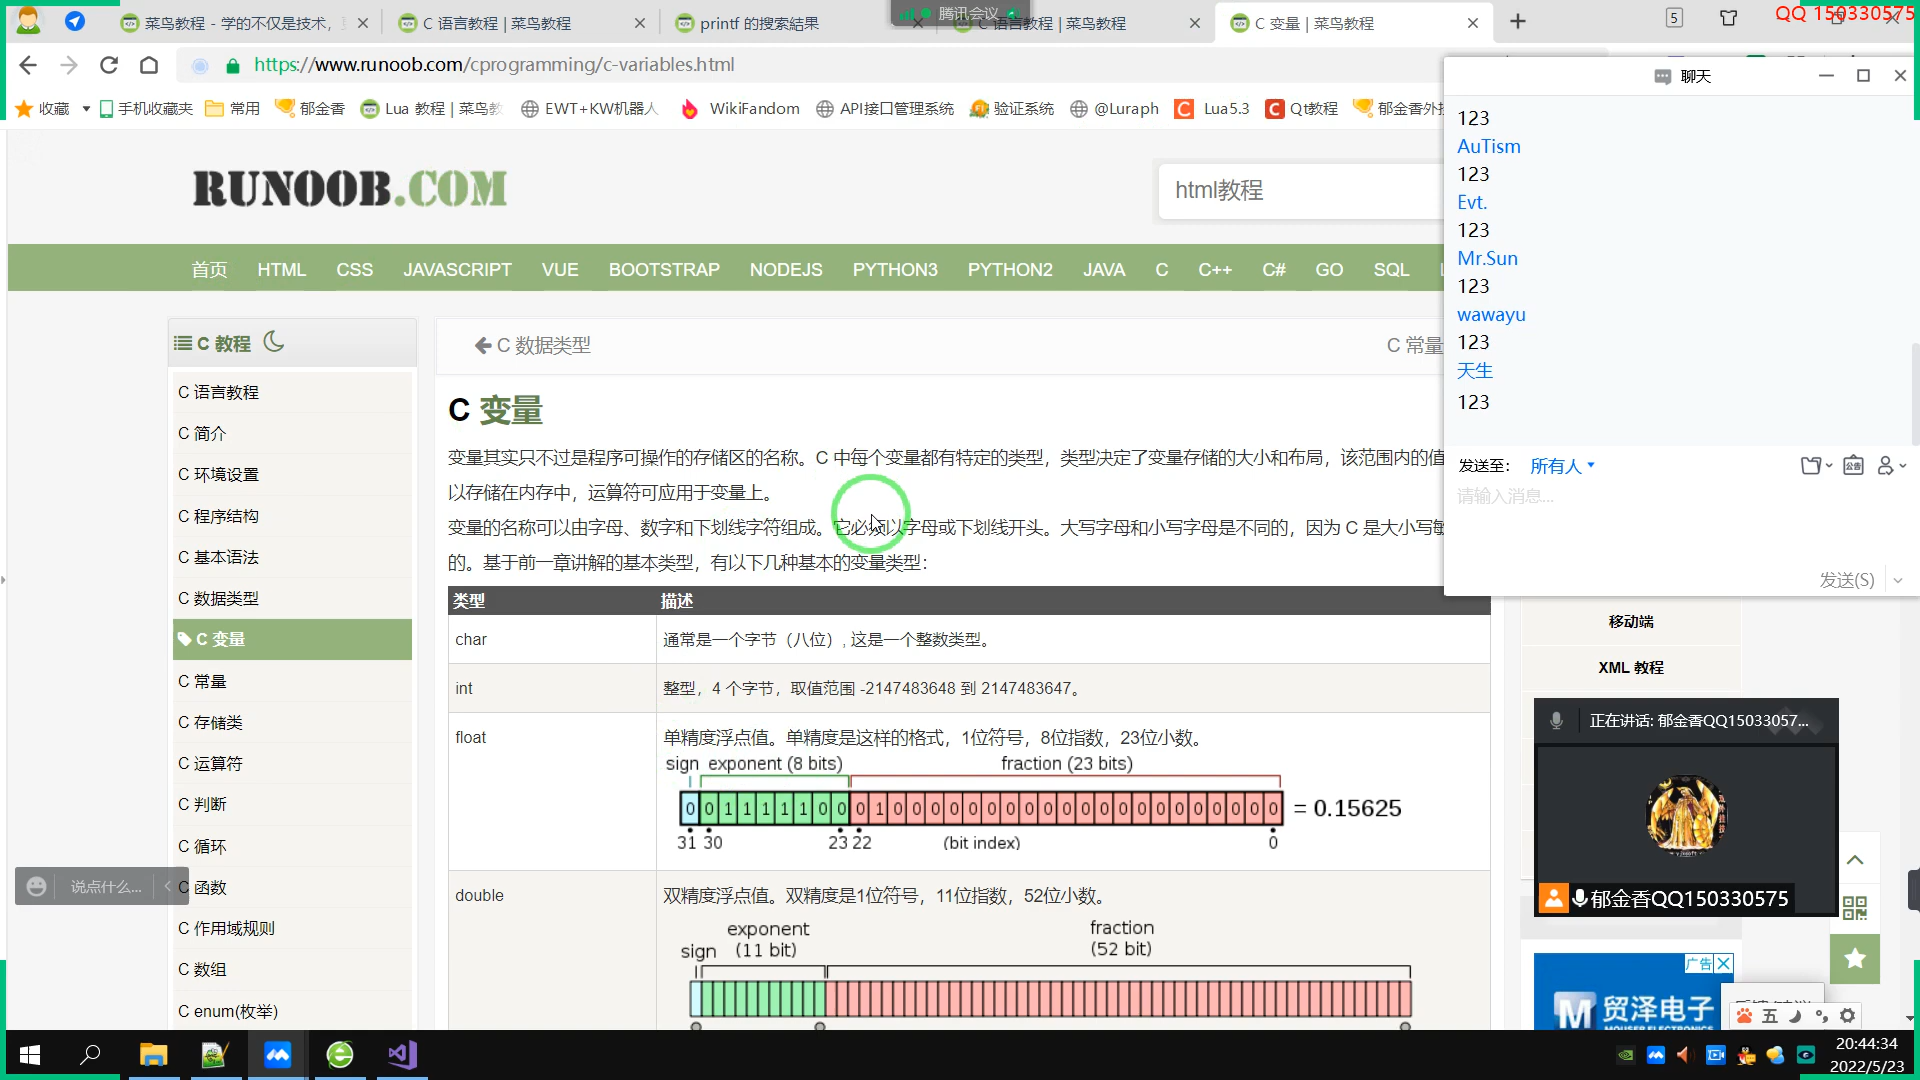 菜鸟教程 - 学的不仅是技术,
C 语言教程 | 菜鸟教程
printf 的搜索結果
腾讯会议
C 语言教程 | 菜鸟教程
C 变量 | 菜鸟教程
5
QQ 150330575
https://www.runoob.com/cprogramming/c-variables.html
收藏
手机收藏夹
常用
郁金香
Lua 教程 | 菜鸟教
EWT+KW机器人
WikiFandom
API接口管理系统
验证系统
@Luraph
Lua5.3
Qt教程
郁金香外
RUNOOB.COM
html教程
首页 HTML CSS JAVASCRIPT VUE BOOTSTRAP NODEJS PYTHON3 PYTHON2 JAVA C C++ C# GO SQL
C 教程
C 语言教程
C 简介
C 环境设置
C 程序结构
C 基本语法
C 数据类型
C 变量
C 常量
C 存储类
C 运算符
C 判断
C 循环
C 函数
C 作用域规则
C 数组
C enum(枚举)
说点什么...
C 数据类型
C 常量
C 变量
变量其实只不过是程序可操作的存储区的名称。C 中每个变量都有特定的类型，类型决定了变量存储的大小和布局，该范围内的值
以存储在内存中，运算符可应用于变量上。
变量的名称可以由字母、数字和下划线字符组成。它必须以字母或下划线开头。大写字母和小写字母是不同的，因为 C 是大小写敏
的。基于前一章讲解的基本类型，有以下几种基本的变量类型：
类型 描述
char 通常是一个字节（八位）, 这是一个整数类型。
int 整型，4 个字节，取值范围 -2147483648 到 2147483647。
float 单精度浮点值。单精度是这样的格式，1位符号，8位指数，23位小数。
sign exponent (8 bits) fraction (23 bits)
0 0 1 1 1 1 1 0 0 0 1 0 0 0 0 0 0 0 0 0 0 0 0 0 0 0 0 0 0 0 0 0 = 0.15625
31 30 23 22 (bit index) 0
double 双精度浮点值。双精度是1位符号，11位指数，52位小数。
exponent fraction
sign (11 bit) (52 bit)
聊天
123
AuTism
123
Evt.
123
Mr.Sun
123
wawayu
123
天生
123
发送至: 所有人
公告
请输入消息...
发送(S)
移动端
XML 教程
正在讲话: 郁金香QQ15033057...
郁金香QQ150330575
广告
贸泽电子
MOUSER ELECTRONICS
五
20:44:34
2022/5/23